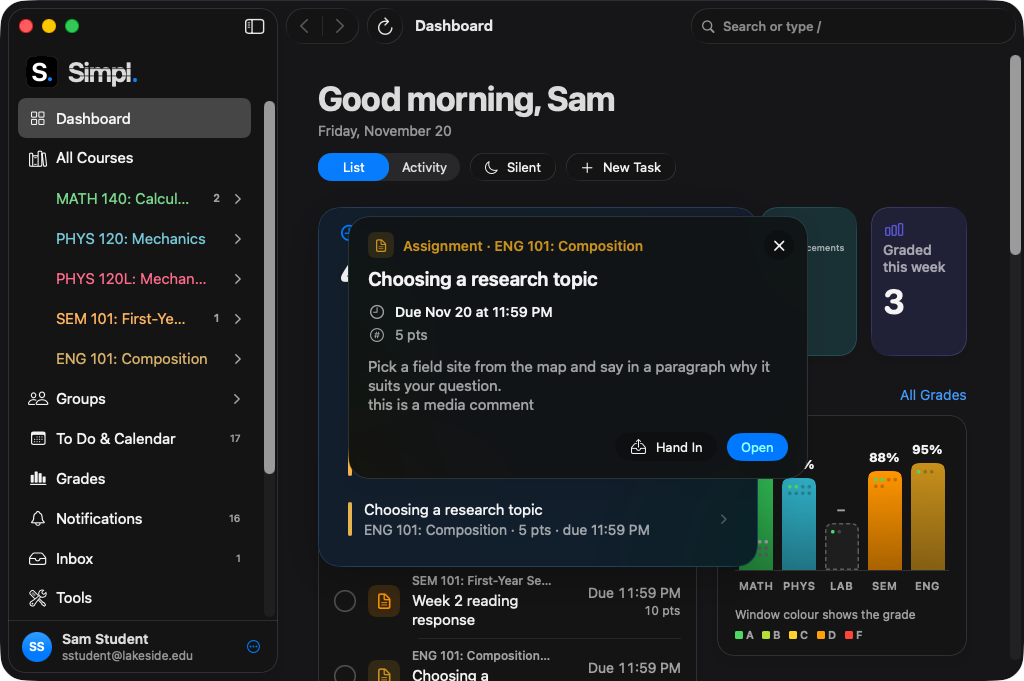 Dashboard
Search or type /
S.
Simpl.
Dashboard
All Courses
MATH 140: Calcul... 2
PHYS 120: Mechanics
PHYS 120L: Mechan...
SEM 101: First-Ye... 1
ENG 101: Composition
Groups
To Do & Calendar 17
Grades
Notifications 16
Inbox 1
Tools
SS
Sam Student
sstudent@lakeside.edu
Good morning, Sam
Friday, November 20
List Activity Silent + New Task
Assignment · ENG 101: Composition
Choosing a research topic
Due Nov 20 at 11:59 PM
# 5 pts
Pick a field site from the map and say in a paragraph why it
suits your question.
this is a media comment
Hand In Open
Graded
this week
3
Choosing a research topic
ENG 101: Composition · 5 pts · due 11:59 PM
SEM 101: First-Year Se...
Week 2 reading
response
Due 11:59 PM
10 pts
ENG 101: Composition...
Choosing a
Due 11:59 PM
All Grades
88% 95%
–
MATH PHYS LAB SEM ENG
Window colour shows the grade
A B C D F